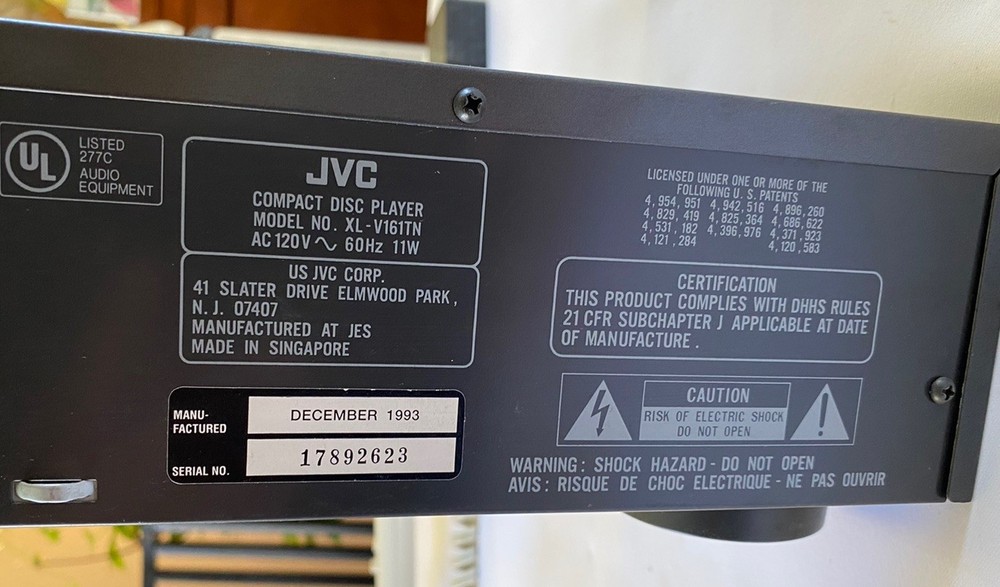 UL
LISTED
277C
AUDIO
EQUIPMENT
JVC
COMPACT DISC PLAYER
MODEL NO. XL-V161TN
AC 120V ~ 60Hz 11W
US JVC CORP.
41 SLATER DRIVE ELMWOOD PARK,
N.J. 07407
MANUFACTURED AT JES
MADE IN SINGAPORE
MANU-
FACTURED
DECEMBER 1993
SERIAL NO.
17892623
LICENSED UNDER ONE OR MORE OF THE
FOLLOWING U.S. PATENTS
4,954,951 4,942,516 4,896,260
4,829,419 4,825,364 4,686,622
4,531,182 4,396,976 4,371,923
4,121,284 4,120,583
CERTIFICATION
THIS PRODUCT COMPLIES WITH DHHS RULES
21 CFR SUBCHAPTER J APPLICABLE AT DATE
OF MANUFACTURE.
CAUTION
RISK OF ELECTRIC SHOCK
DO NOT OPEN
WARNING: SHOCK HAZARD - DO NOT OPEN
AVIS: RISQUE DE CHOC ELECTRIQUE - NE PAS OUVRIR